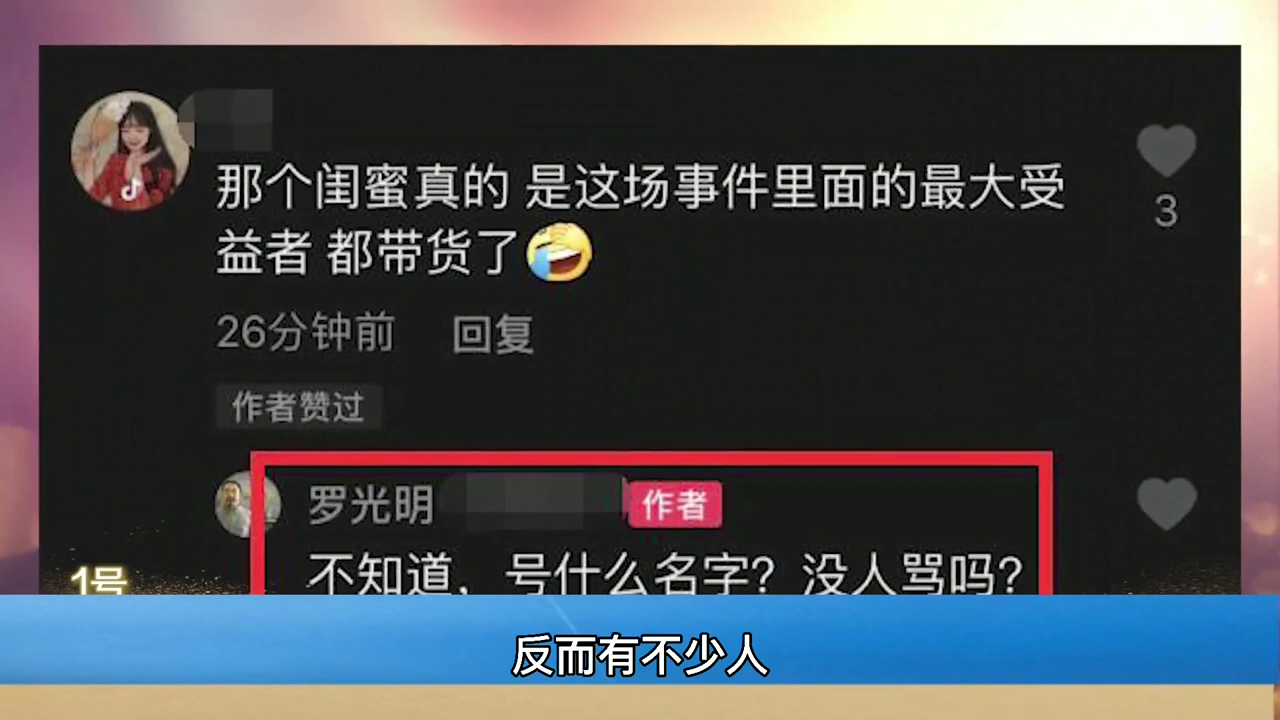 那个闺蜜真的 是这场事件里面的最大受
益者 都带货了
3
26分钟前 回复
作者赞过
罗光明 作者
不知道，号什么名字？没人骂吗？
1号
反而有不少人